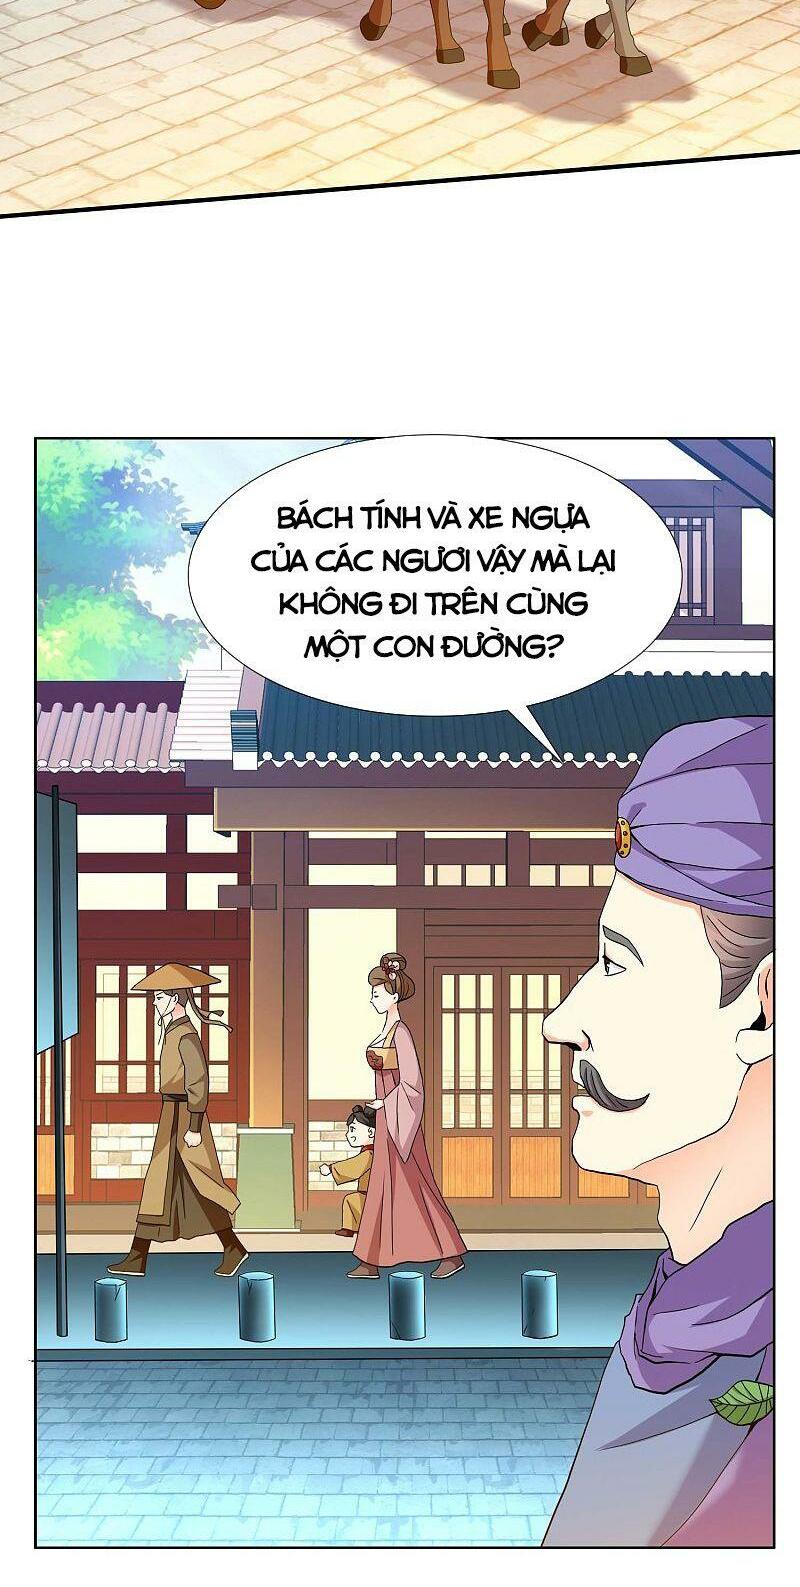 BÁCH TÍNH VÀ XE NGỰA
CỦA CÁC NGƯƠI VẬY MÀ LẠI
KHÔNG ĐI TRÊN CÙNG
MỘT CON ĐƯỜNG?